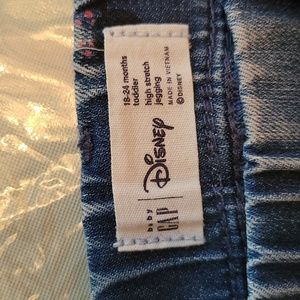 baby
GAP
Disney
18-24 months
toddler
high stretch
jegging
MADE IN VIETNAM
©DISNEY